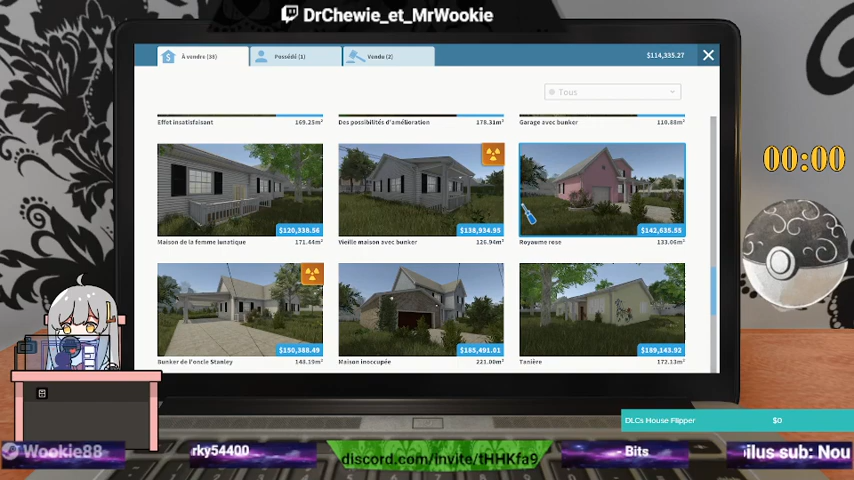 DrChewie_et_MrWookie
À vendre (38)
Possédé (1)
Vendu (2)
$114,335.27
Tous
Effet insatisfaisant
169.25m²
Des possibilités d'amélioration
178.31m²
Garage avec bunker
110.88m²
$120,338.56
$138,934.95
$142,635.55
Maison de la femme lunatique
171.44m²
Vieille maison avec bunker
126.94m²
Royaume rose
133.06m²
00:00
$150,388.49
$185,491.01
$189,143.92
Bunker de l'oncle Stanley
148.19m²
Maison inoccupée
221.00m²
Tanière
172.13m²
DLCs House Flipper
$0
Wookie88
rky54400
discord.com/invite/tHHKfa9
Bits
ilus sub: Nou